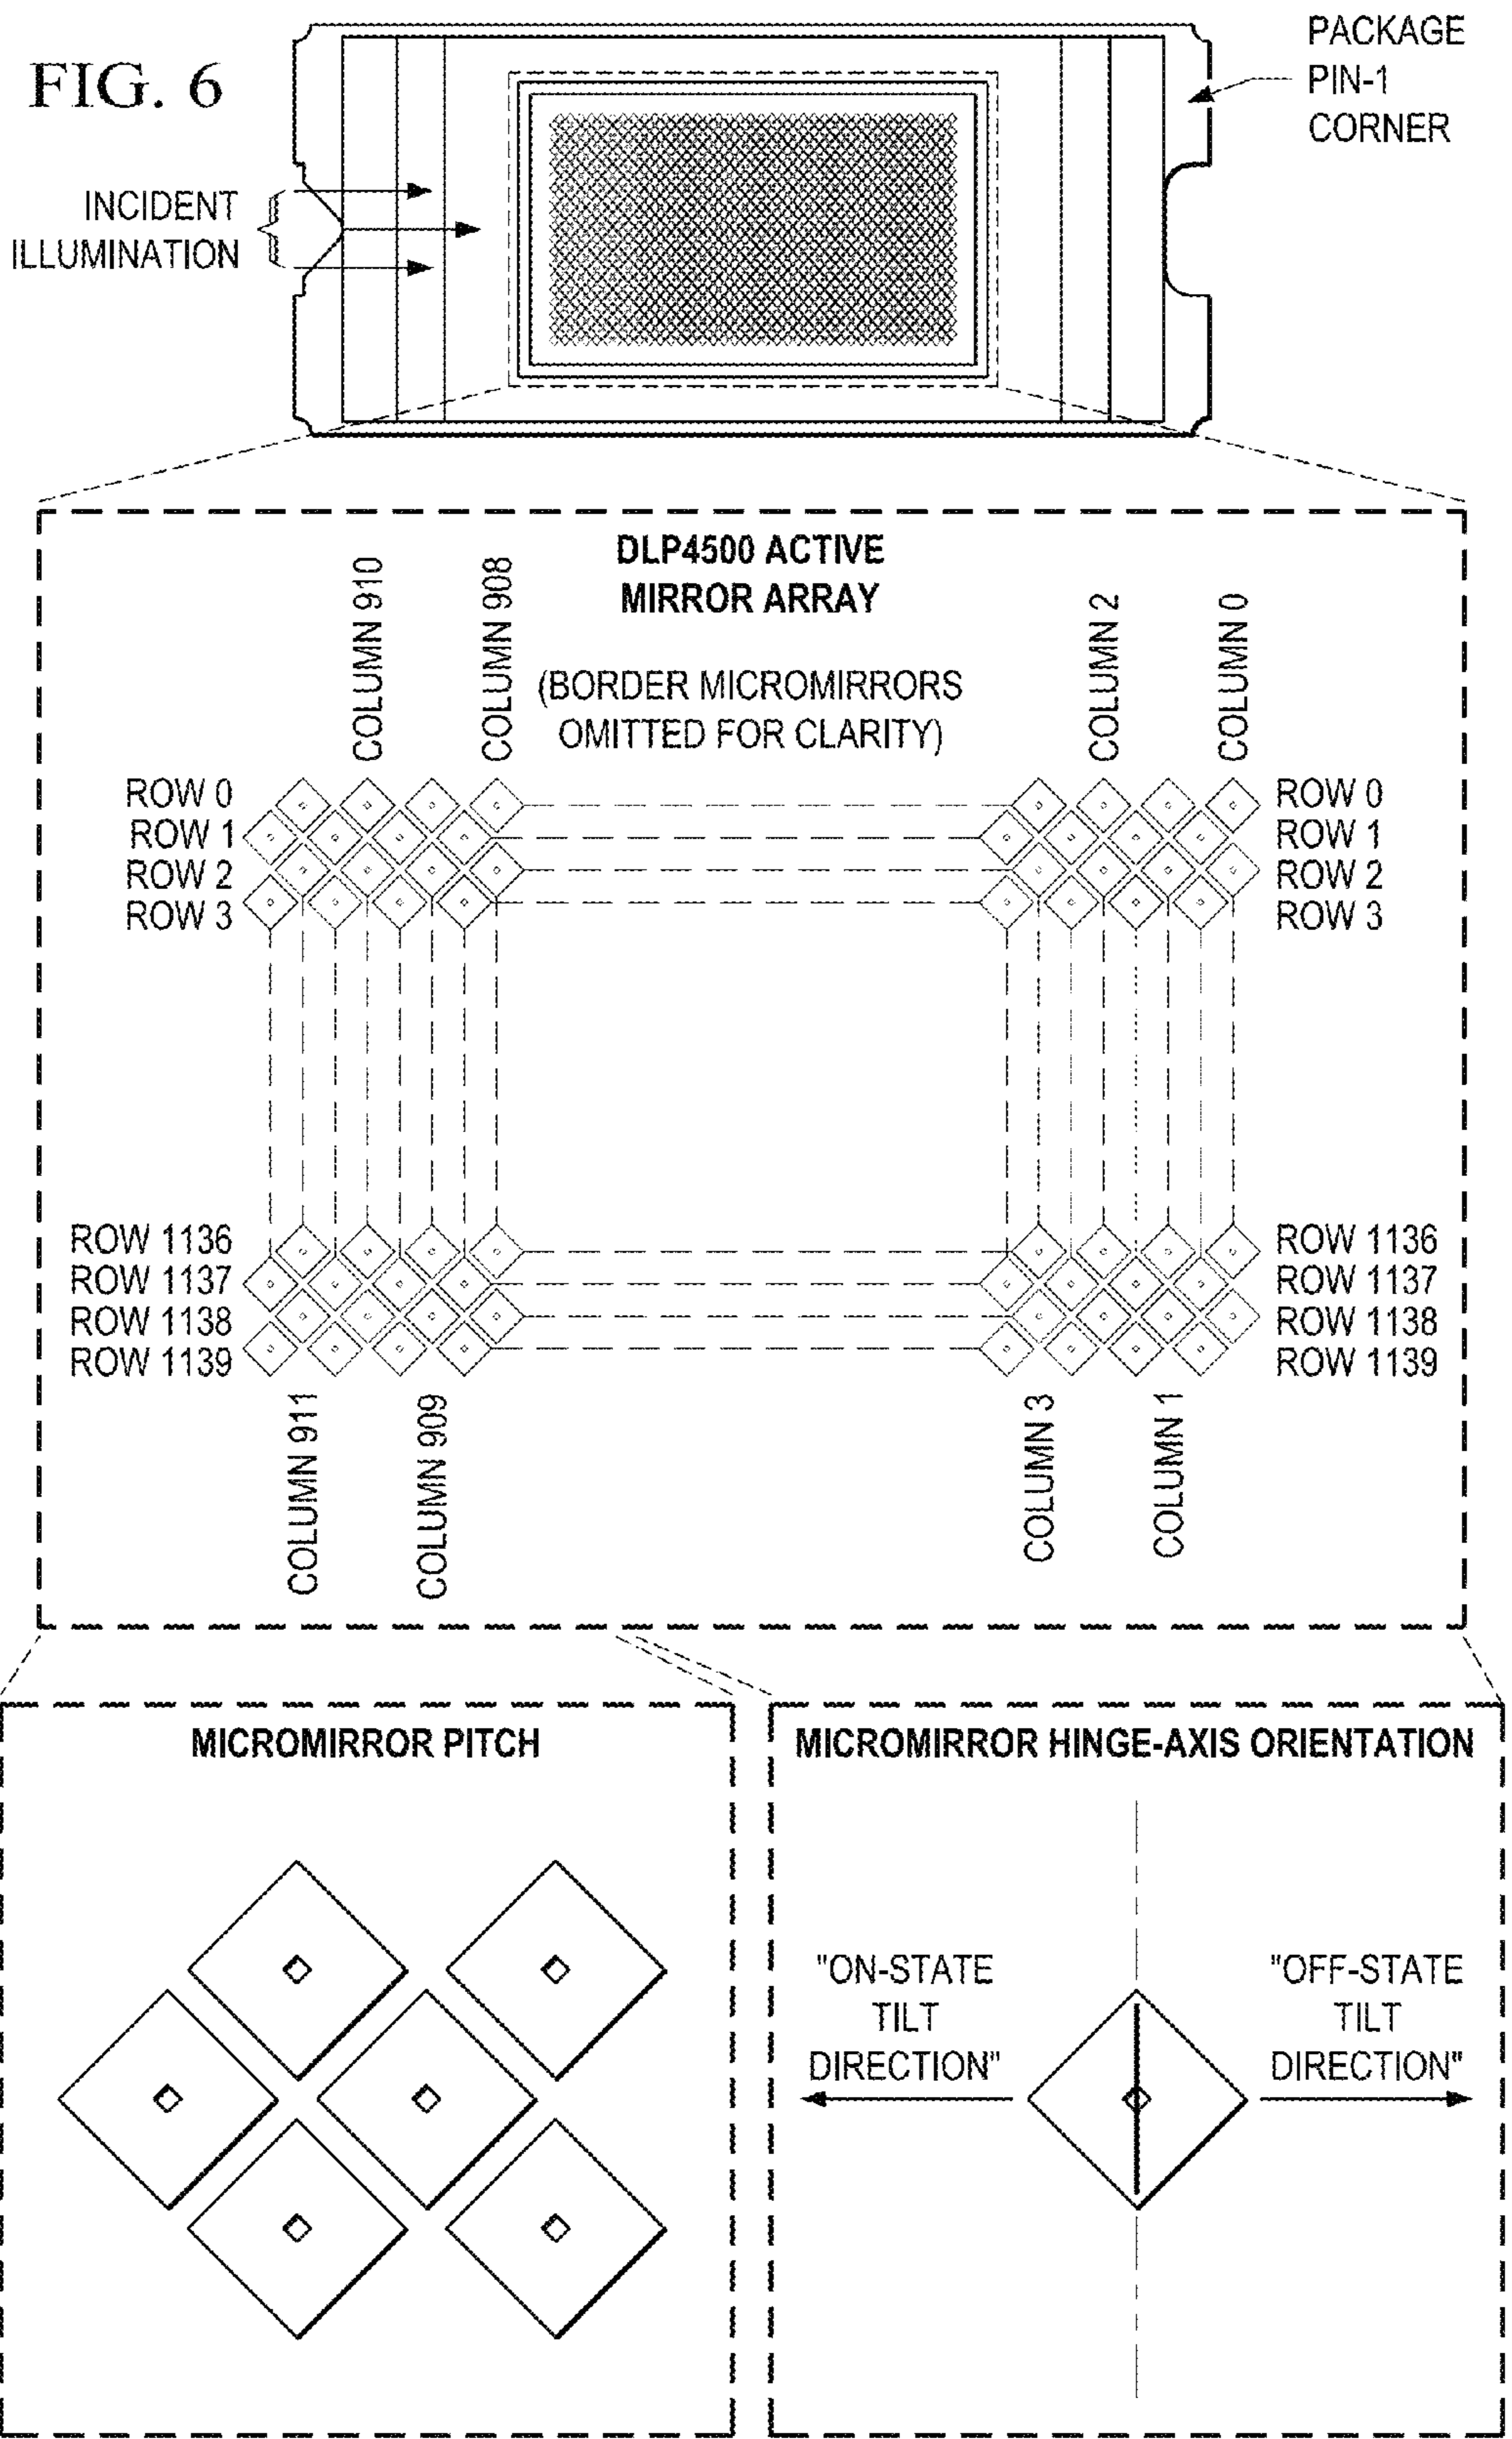 FIG. 6
PACKAGE
PIN-1
CORNER
INCIDENT
ILLUMINATION
DLP4500 ACTIVE
MIRROR ARRAY
(BORDER MICROMIRRORS
OMITTED FOR CLARITY)
COLUMN 910
COLUMN 908
COLUMN 2
COLUMN 0
ROW 0
ROW 1
ROW 2
ROW 3
ROW 0
ROW 1
ROW 2
ROW 3
ROW 1136
ROW 1137
ROW 1138
ROW 1139
ROW 1136
ROW 1137
ROW 1138
ROW 1139
COLUMN 911
COLUMN 909
COLUMN 3
COLUMN 1
MICROMIRROR PITCH
MICROMIRROR HINGE-AXIS ORIENTATION
"ON-STATE
TILT
DIRECTION"
"OFF-STATE
TILT
DIRECTION"